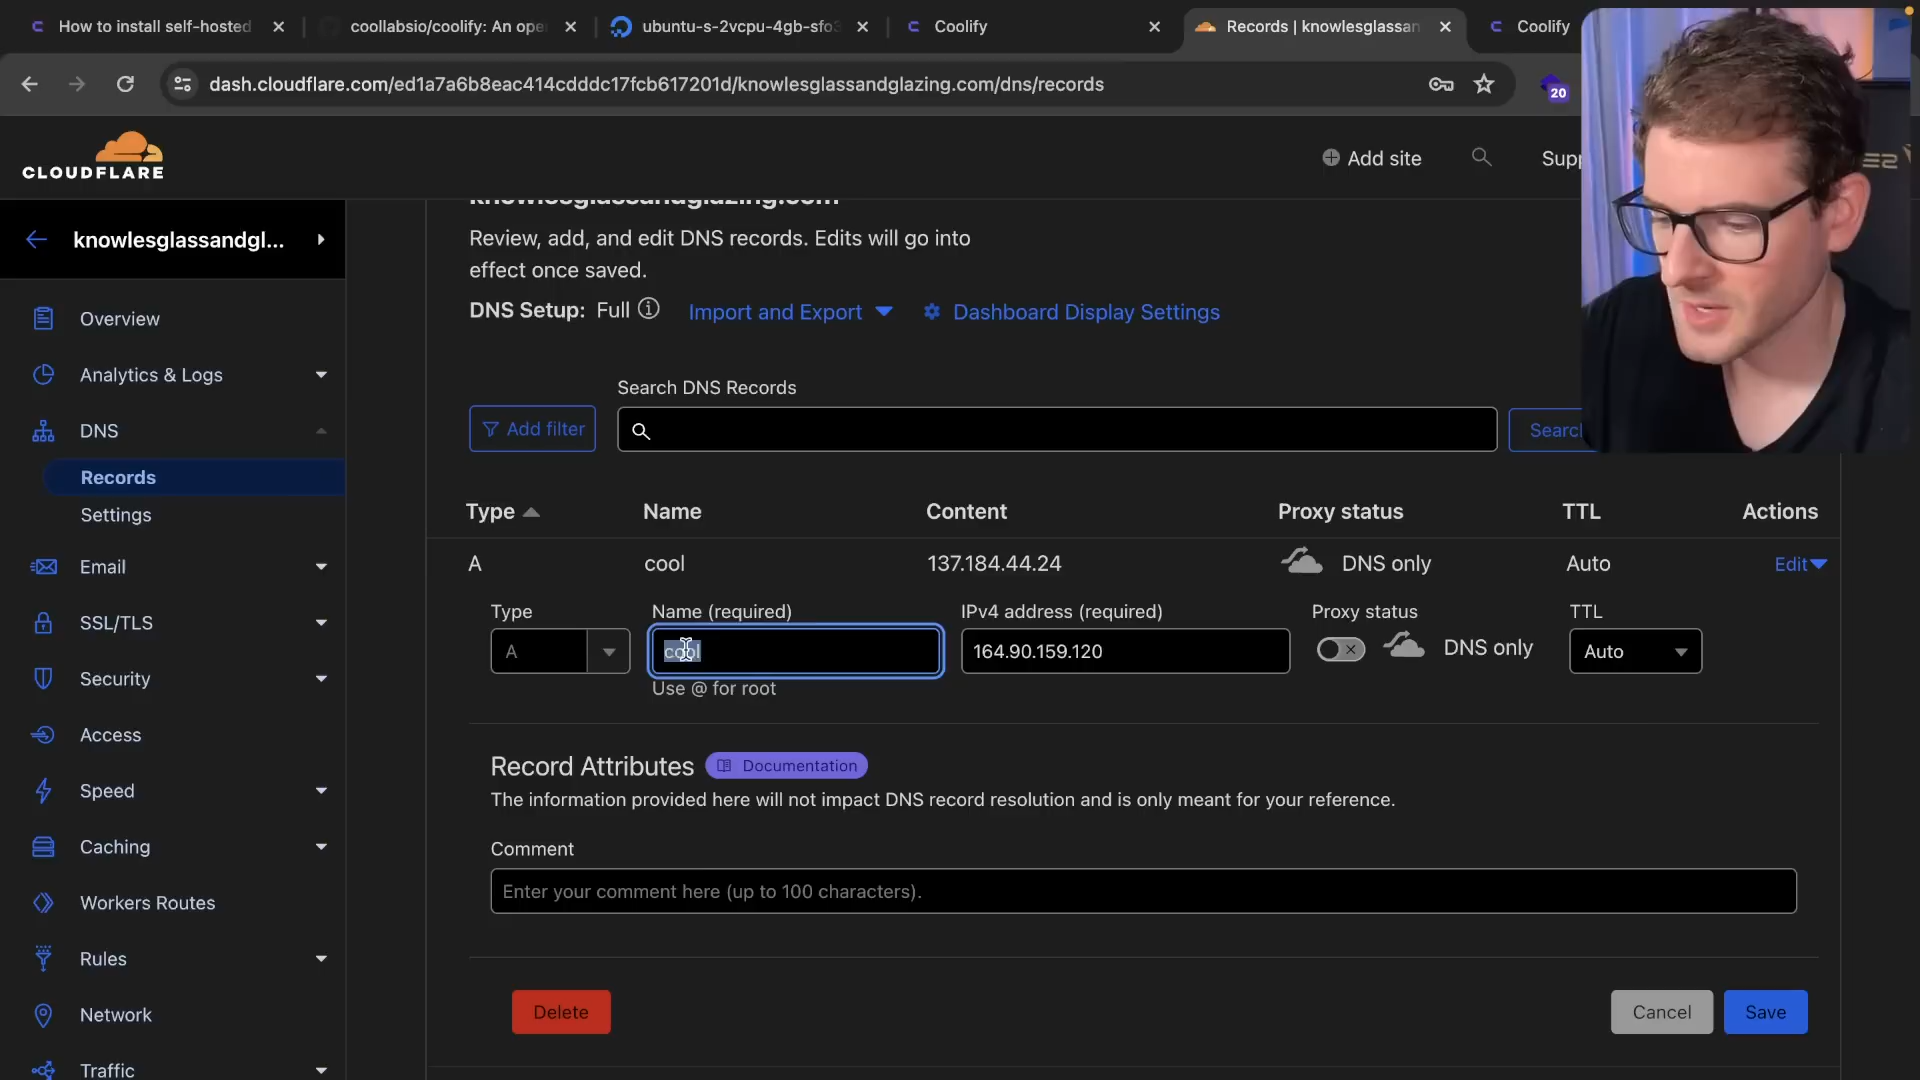 How to install self-hosted
coollabsio/coolify: An ope
ubuntu-s-2vcpu-4gb-sfo3
Coolify
Records | knowlesglassan
Coolify
dash.cloudflare.com/ed1a7a6b8eac414cdddc17fcb617201d/knowlesglassandglazing.com/dns/records
20
CLOUDFLARE
Add site
Supp
knowlesglassandgl...
knowlesglassandglazing.com
Review, add, and edit DNS records. Edits will go into
effect once saved.
DNS Setup: Full
Import and Export
Dashboard Display Settings
Overview
Analytics & Logs
DNS
Records
Settings
Email
SSL/TLS
Security
Access
Speed
Caching
Workers Routes
Rules
Network
Traffic
Search DNS Records
Add filter
Search
Type Name Content Proxy status TTL Actions
A cool 137.184.44.24 DNS only Auto Edit
Type Name (required) IPv4 address (required) Proxy status TTL
A cool 164.90.159.120 DNS only Auto
Use @ for root
Record Attributes Documentation
The information provided here will not impact DNS record resolution and is only meant for your reference.
Comment
Enter your comment here (up to 100 characters).
Delete Cancel Save